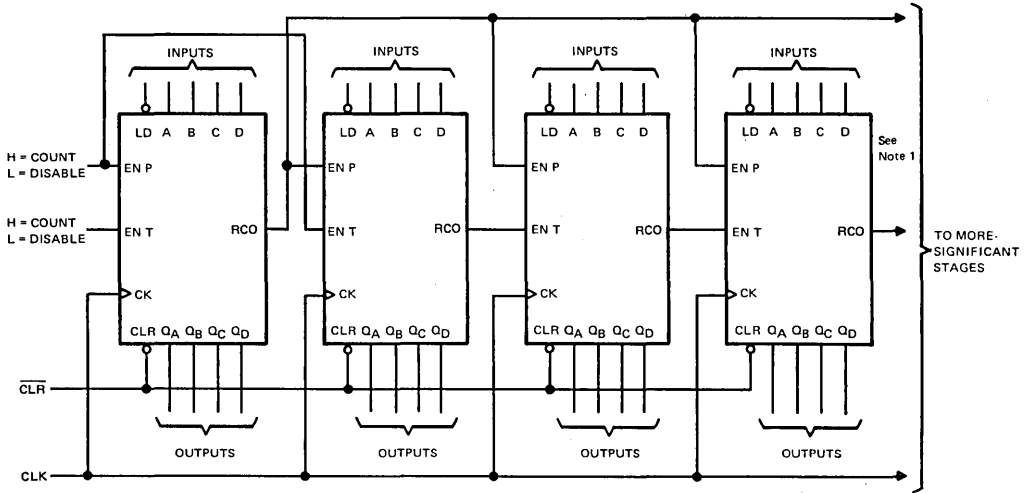 INPUTS INPUTS INPUTS INPUTS
LD A B C D LD A B C D LD A B C D LD A B C D
See
Note 1
H = COUNT
L = DISABLE
EN P EN P EN P EN P
H = COUNT
L = DISABLE
EN T RCO EN T RCO EN T RCO EN T RCO
TO MORE-
SIGNIFICANT
STAGES
CK CK CK CK
CLR QA QB QC QD CLR QA QB QC QD CLR QA QB QC QD CLR QA QB QC QD
CLR
OUTPUTS OUTPUTS OUTPUTS OUTPUTS
CLK